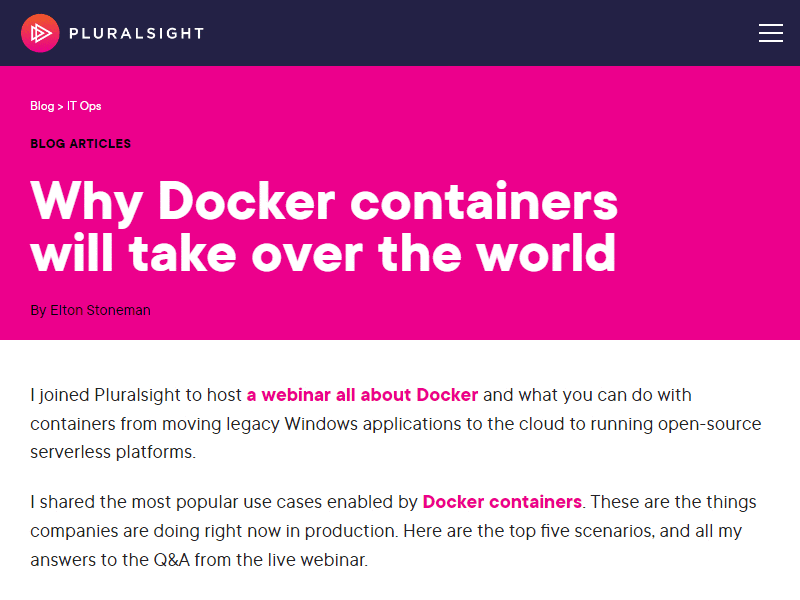 PLURALSIGHT
Blog > IT Ops
BLOG ARTICLES
Why Docker containers
will take over the world
By Elton Stoneman
I joined Pluralsight to host a webinar all about Docker and what you can do with
containers from moving legacy Windows applications to the cloud to running open-source
serverless platforms.
I shared the most popular use cases enabled by Docker containers. These are the things
companies are doing right now in production. Here are the top five scenarios, and all my
answers to the Q&A from the live webinar.